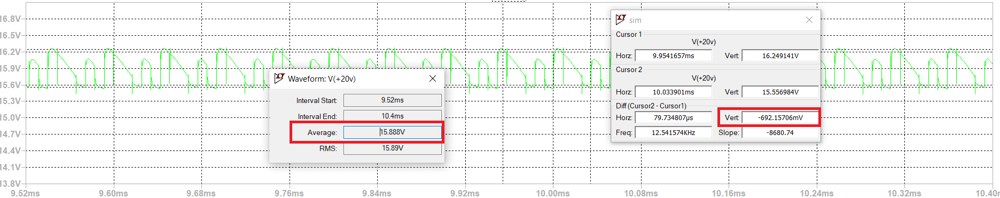 16.8V
16.5V
16.2V
15.9V
15.6V
15.3V
15.0V
14.7V
14.4V
14.1V
13.8V
9.52ms 9.60ms 9.68ms 9.76ms 9.84ms 9.92ms 10.00ms 10.08ms 10.16ms 10.24ms 10.32ms 10.40
Waveform: V(+20v)
Interval Start: 9.52ms
Interval End: 10.4ms
Average: 15.888V
RMS: 15.89V
sim
Cursor 1
V(+20v)
Horz: 9.9541657ms Vert: 16.249141V
Cursor 2
V(+20v)
Horz: 10.033901ms Vert: 15.556984V
Diff (Cursor2 - Cursor1)
Horz: 79.734807µs Vert: -692.15706mV
Freq: 12.541574KHz Slope: -8680.74